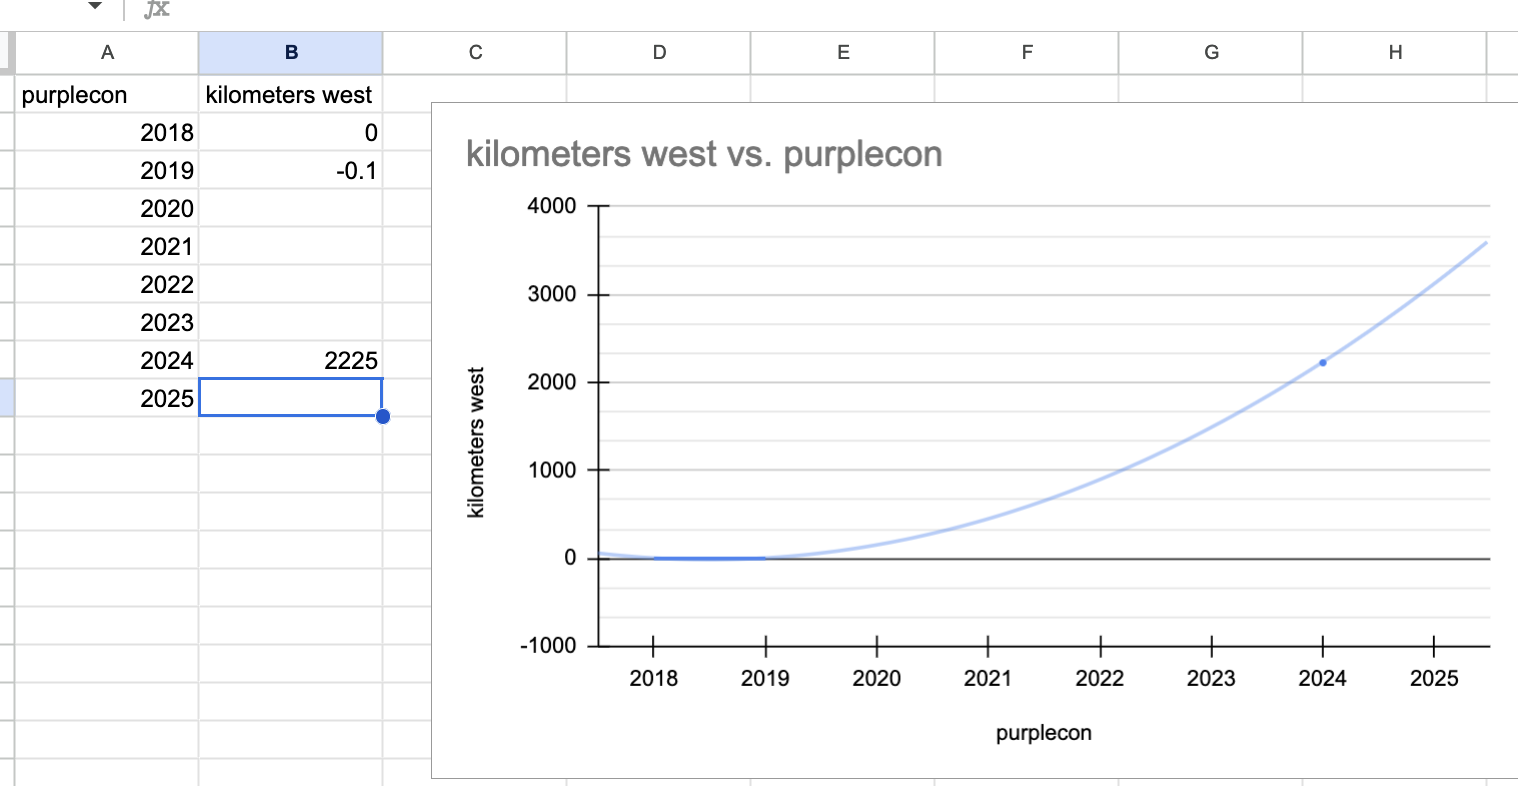 fx
A B C D E F G H
purplecon kilometers west
2018 0
2019 -0.1
2020
2021
2022
2023
2024 2225
2025
kilometers west vs. purplecon
4000
3000
2000
1000
0
-1000
kilometers west
2018 2019 2020 2021 2022 2023 2024 2025
purplecon